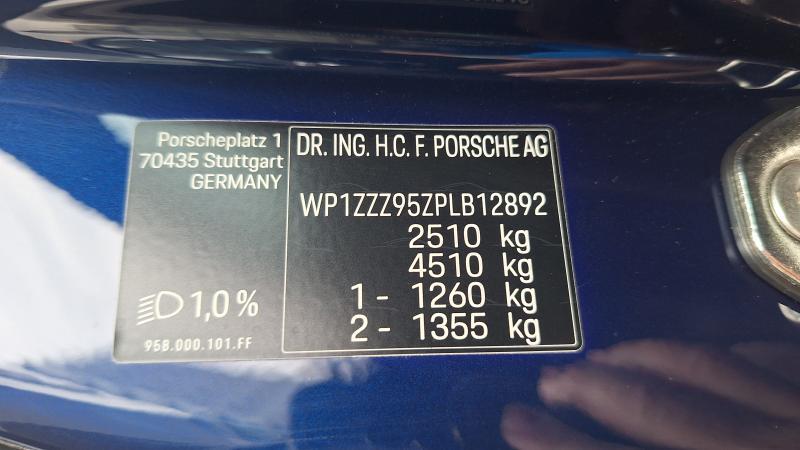 Porscheplatz 1
70435 Stuttgart
GERMANY
1,0%
958.000.101.FF
DR. ING. H.C. F. PORSCHE AG
WP1ZZZ95ZPLB12892
2510 kg
4510 kg
1 - 1260 kg
2 - 1355 kg